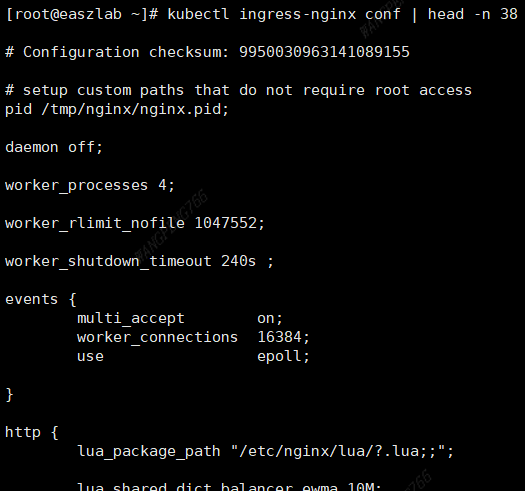 [root@easzlab ~]# kubectl ingress-nginx conf | head -n 38
# Configuration checksum: 9950030963141089155
# setup custom paths that do not require root access
pid /tmp/nginx/nginx.pid;
daemon off;
worker_processes 4;
worker_rlimit_nofile 1047552;
worker_shutdown_timeout 240s ;
events {
multi_accept on;
worker_connections 16384;
use epoll;
}
http {
lua_package_path "/etc/nginx/lua/?.lua;;";
lua_shared_dict balancer_ewma 10M;